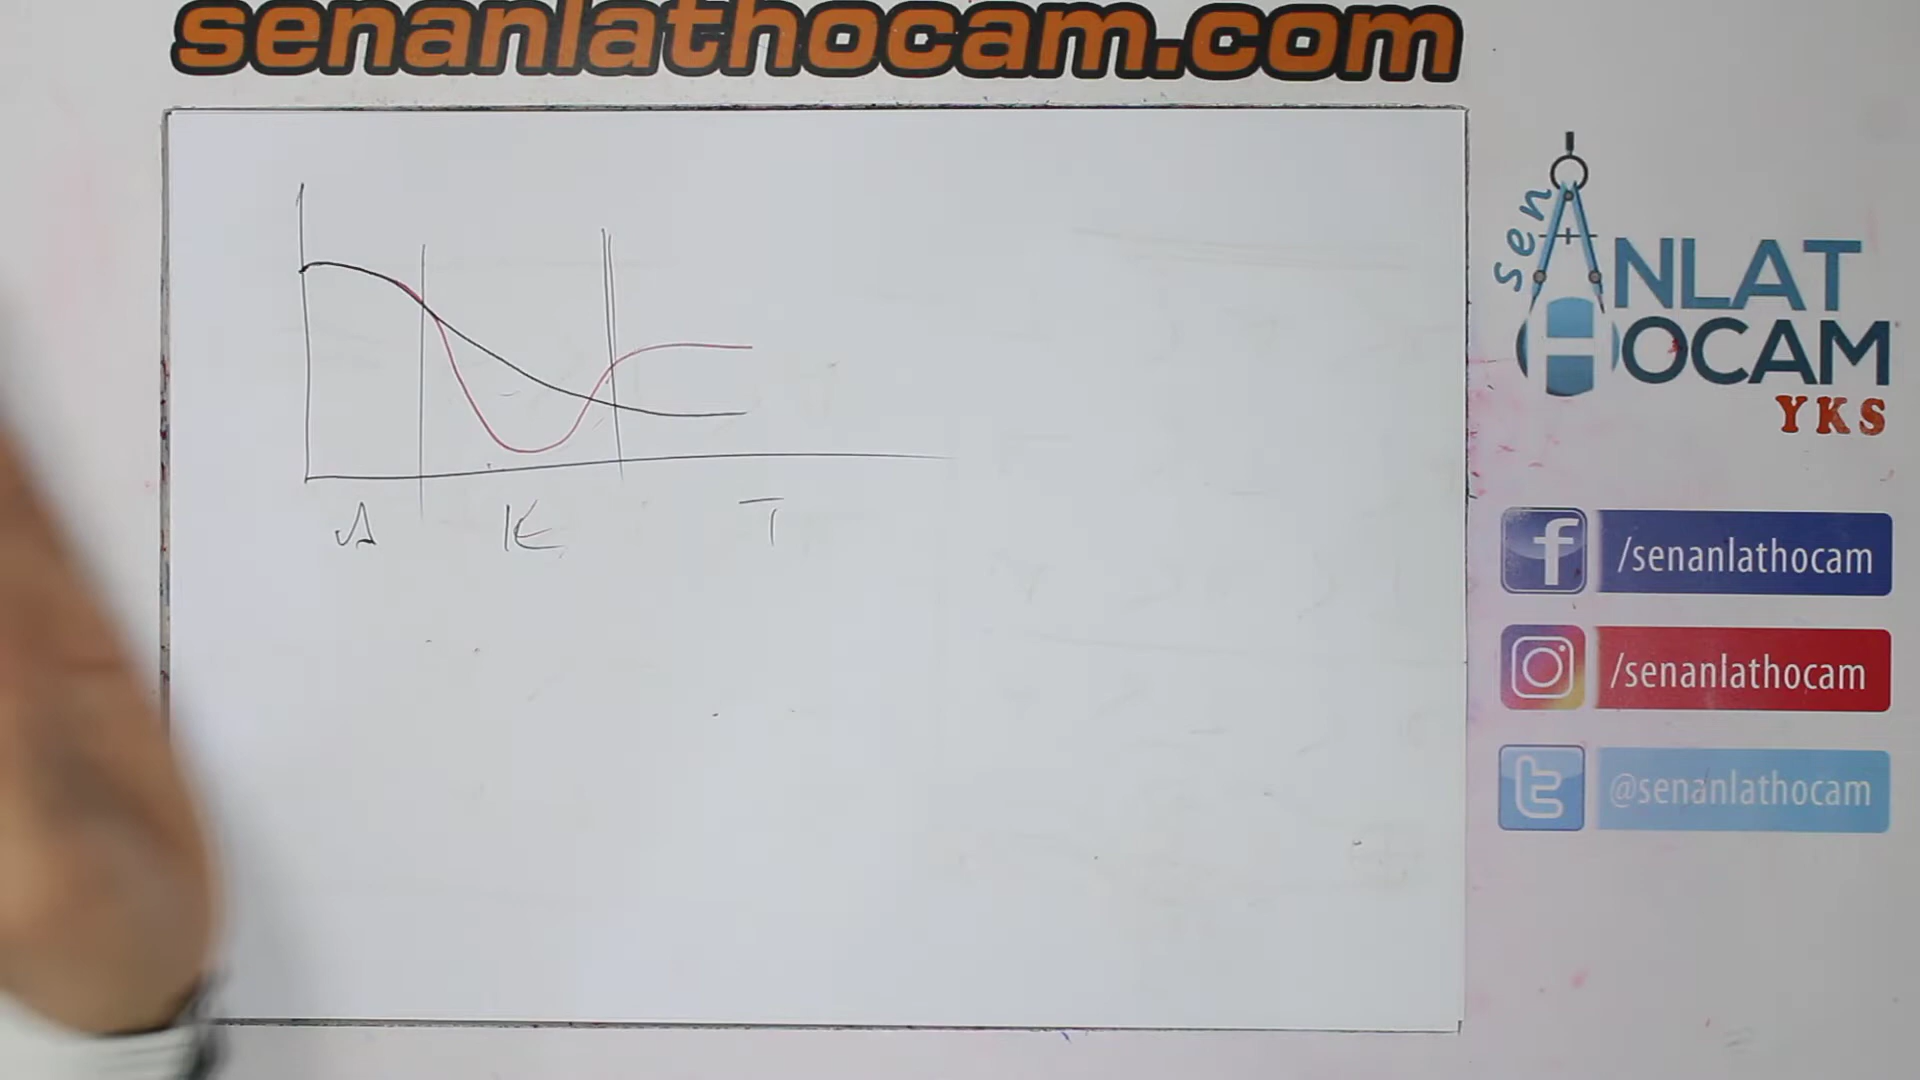 senanlathocam.com
sen
ANLAT
HOCAM
YKS
A K T
/senanlathocam
/senanlathocam
@senanlathocam